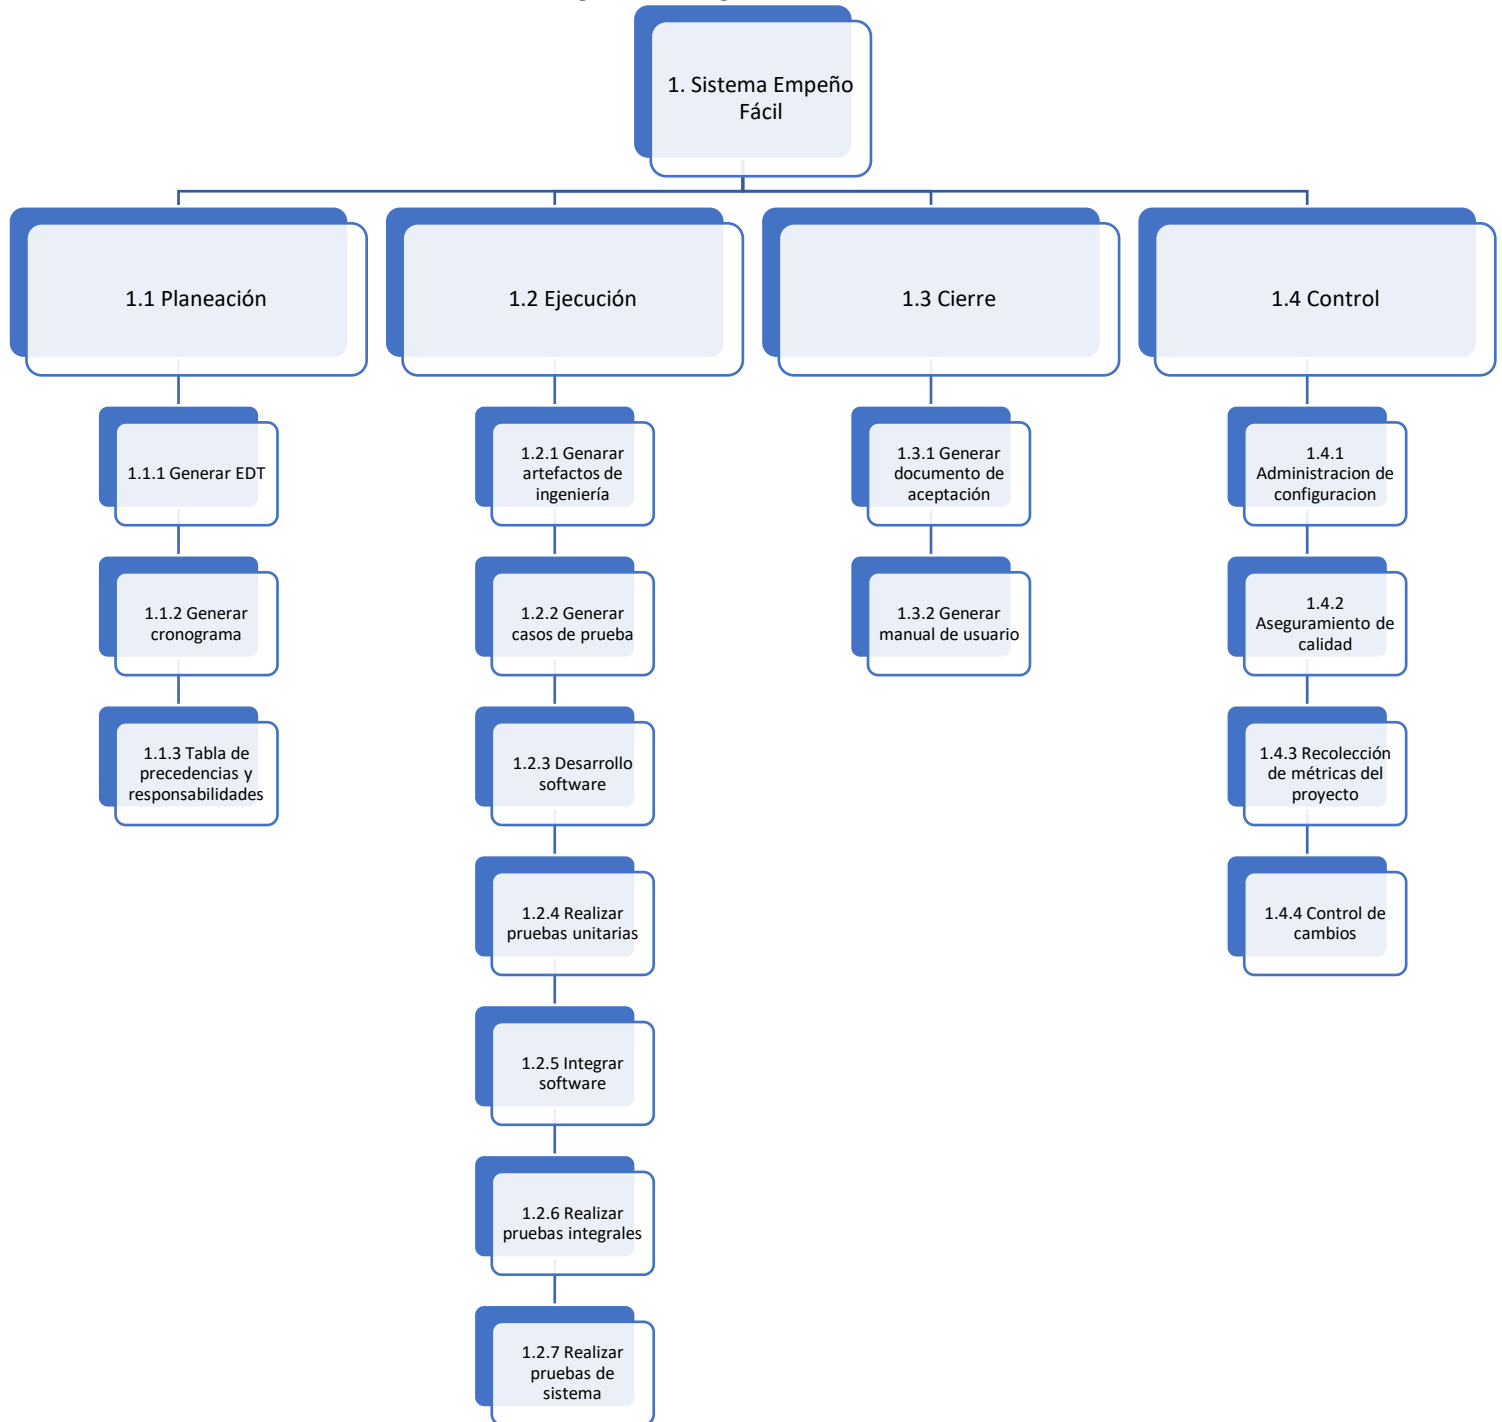 1. Sistema Empeño
Fácil
1.1 Planeación
1.2 Ejecución
1.3 Cierre
1.4 Control
1.1.1 Generar EDT
1.1.2 Generar
cronograma
1.1.3 Tabla de
precedencias y
responsabilidades
1.2.1 Genarar
artefactos de
ingeniería
1.2.2 Generar
casos de prueba
1.2.3 Desarrollo
software
1.2.4 Realizar
pruebas unitarias
1.2.5 Integrar
software
1.2.6 Realizar
pruebas integrales
1.2.7 Realizar
pruebas de
sistema
1.3.1 Generar
documento de
aceptación
1.3.2 Generar
manual de usuario
1.4.1
Administracion de
configuracion
1.4.2
Aseguramiento de
calidad
1.4.3 Recolección
de métricas del
proyecto
1.4.4 Control de
cambios